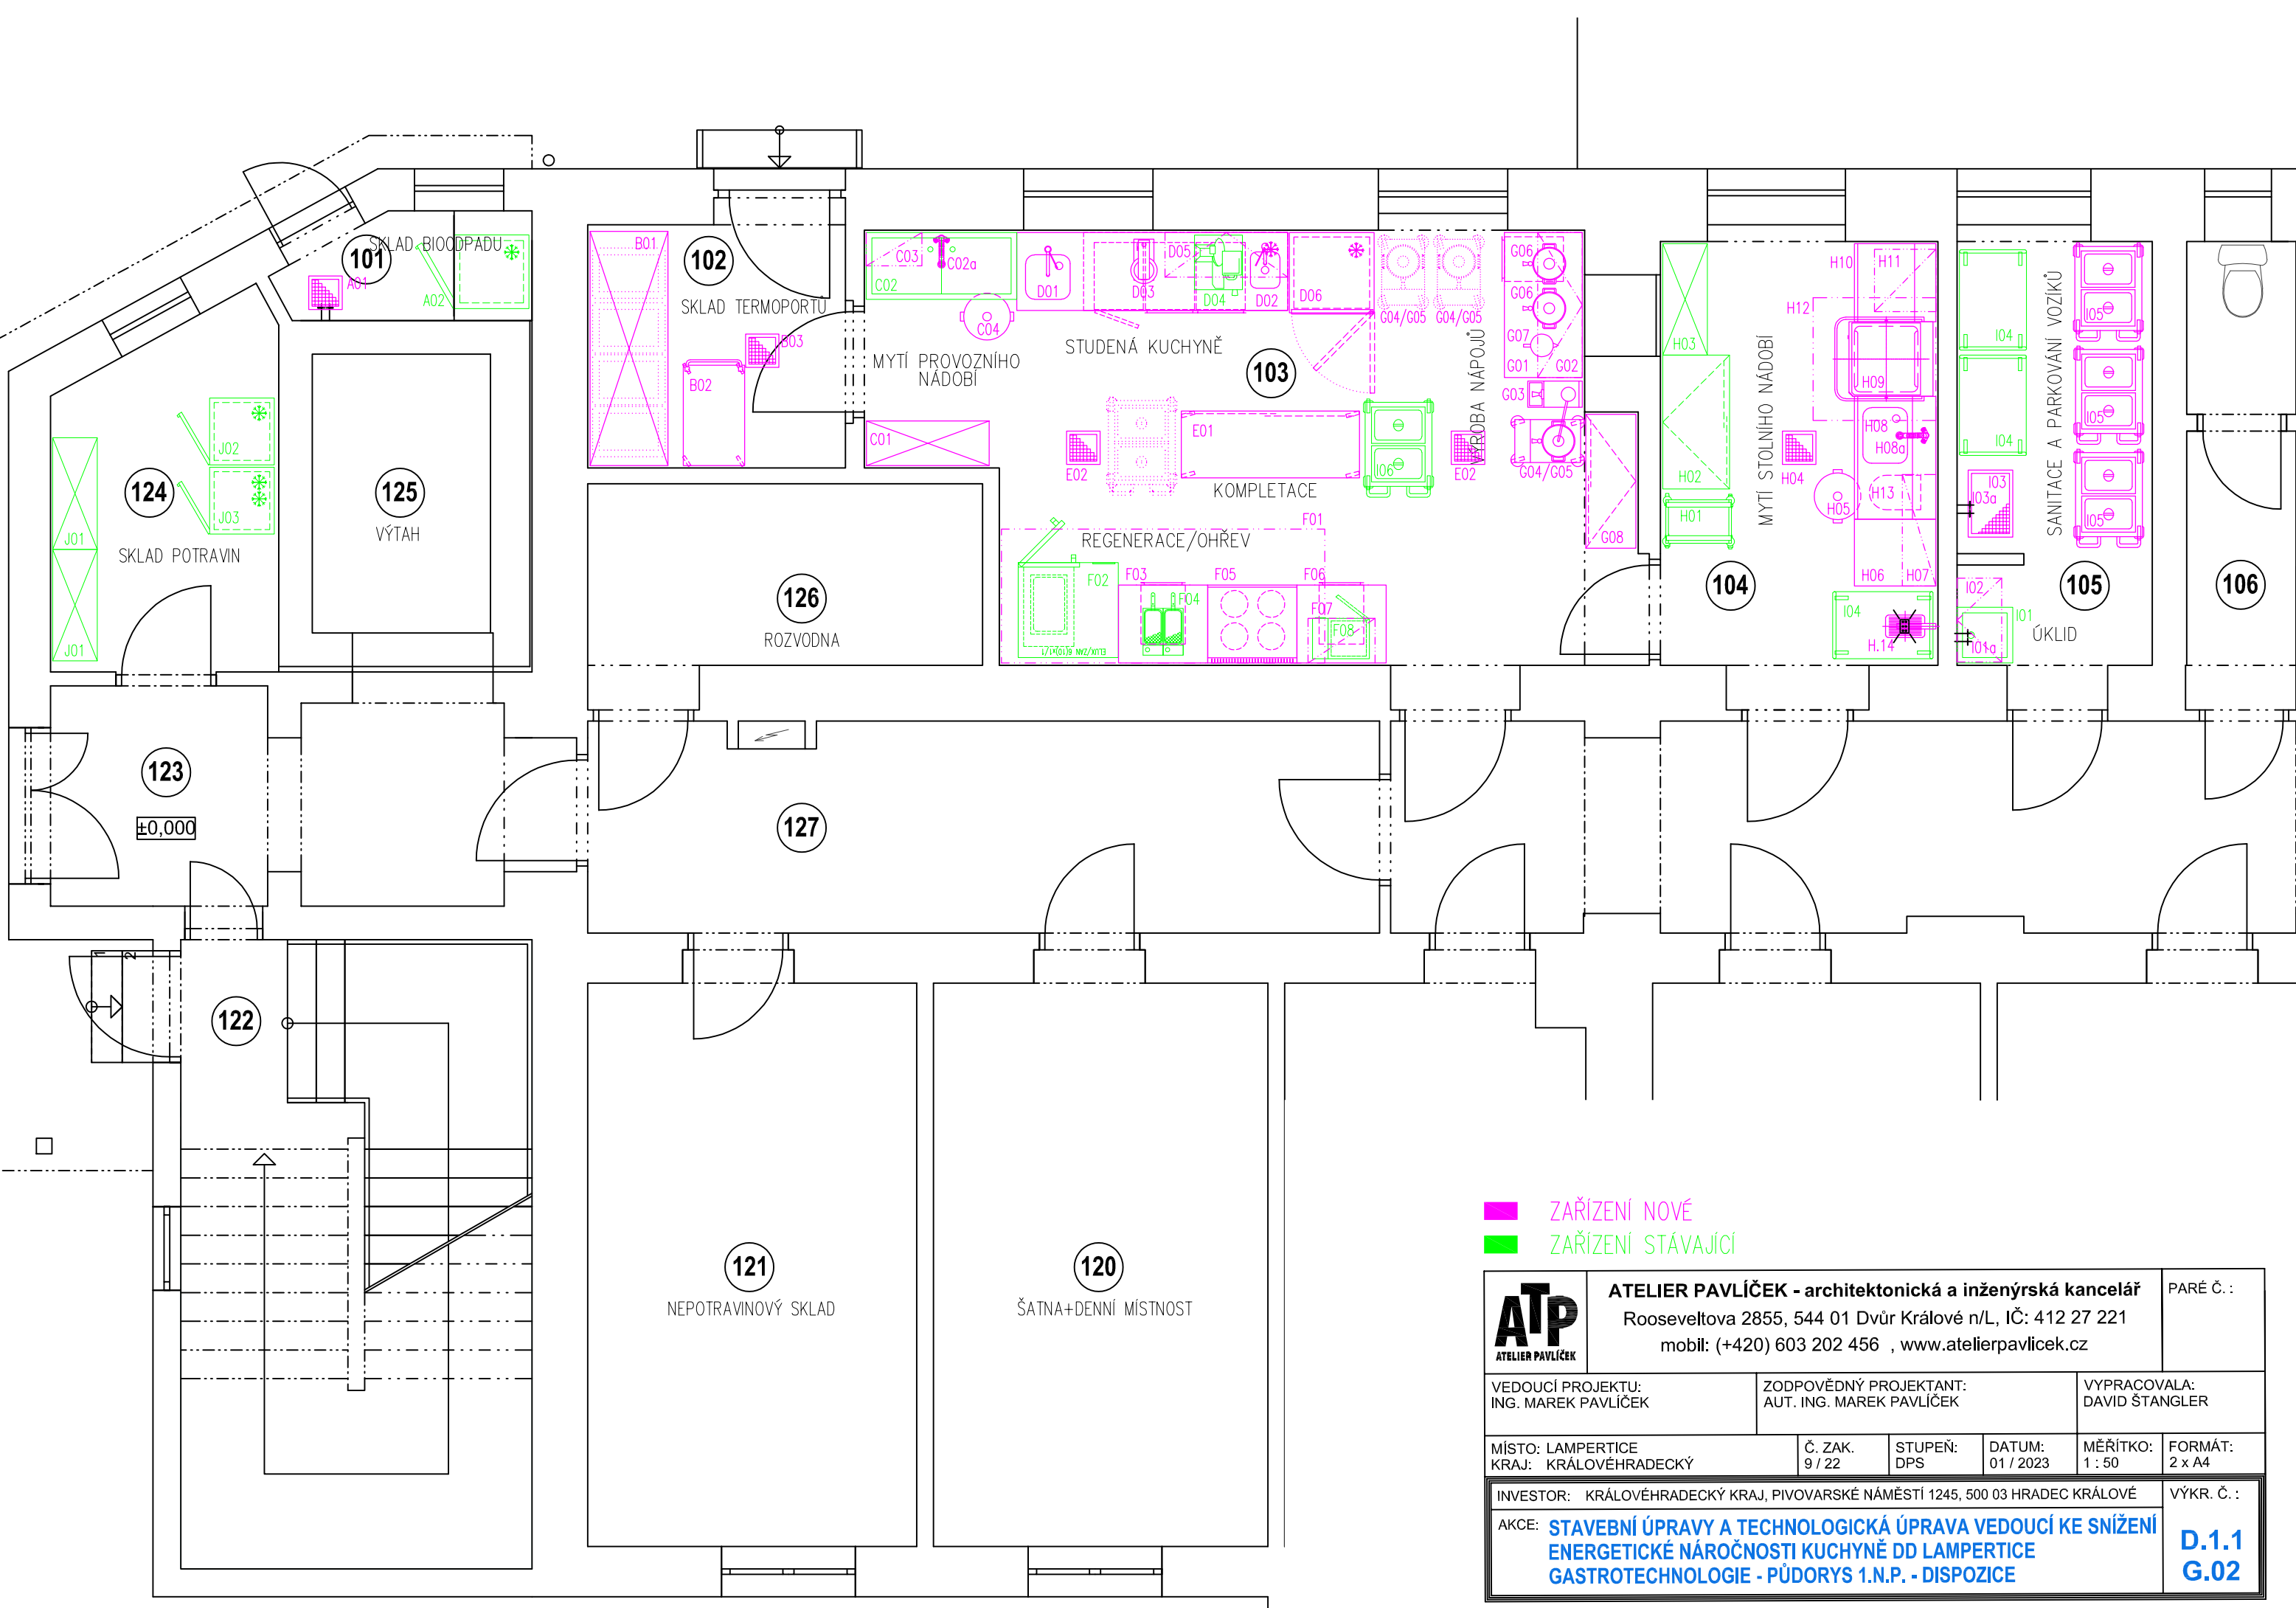 101
SKLAD BIOODPADU
A01
A02
102
SKLAD TERMOPORTŮ
B01
B02
B03
C03
C02a
C02
C04
C01
MYTÍ PROVOZNÍHO
NÁDOBÍ
D01
D03
D05
D04
D02
D06
STUDENÁ KUCHYNĚ
103
G04/G05
G04/G05
VÝROBA NÁPOJŮ
G06
G06
G07
G01
G02
G03
G04/G05
G08
E01
E02
E02
I06
KOMPLETACE
F01
REGENERACE/OHŘEV
F02
F03
F04
F05
F06
F07
F08
H03
H02
H01
MYTÍ STOLNÍHO NÁDOBÍ
H10
H11
H12
H09
H08
H08a
H04
H05
H13
H06
H07
104
I04
H.14
I04
I04
SANITACE A PARKOVÁNÍ VOZÍKŮ
I05
I05
I05
I03
I03a
I02
I01
I01a
105
ÚKLID
106
J02
J03
J01
J01
124
SKLAD POTRAVIN
125
VÝTAH
126
ROZVODNA
123
±0,000
127
1
2
122
121
NEPOTRAVINOVÝ SKLAD
120
ŠATNA+DENNÍ MÍSTNOST
ZAŘÍZENÍ NOVÉ
ZAŘÍZENÍ STÁVAJÍCÍ
ATP
ATELIER PAVLÍČEK
ATELIER PAVLÍČEK - architektonická a inženýrská kancelář
Rooseveltova 2855, 544 01 Dvůr Králové n/L, IČ: 412 27 221
mobil: (+420) 603 202 456 , www.atelierpavlicek.cz
PARÉ Č. :
VEDOUCÍ PROJEKTU:
ING. MAREK PAVLÍČEK
ZODPOVĚDNÝ PROJEKTANT:
AUT. ING. MAREK PAVLÍČEK
VYPRACOVALA:
DAVID ŠTANGLER
MÍSTO: LAMPERTICE
KRAJ: KRÁLOVÉHRADECKÝ
Č. ZAK.
9 / 22
STUPEŇ:
DPS
DATUM:
01 / 2023
MĚŘÍTKO:
1 : 50
FORMÁT:
2 x A4
INVESTOR: KRÁLOVÉHRADECKÝ KRAJ, PIVOVARSKÉ NÁMĚSTÍ 1245, 500 03 HRADEC KRÁLOVÉ
VÝKR. Č. :
AKCE: STAVEBNÍ ÚPRAVY A TECHNOLOGICKÁ ÚPRAVA VEDOUCÍ KE SNÍŽENÍ
ENERGETICKÉ NÁROČNOSTI KUCHYNĚ DD LAMPERTICE
GASTROTECHNOLOGIE - PŮDORYS 1.N.P. - DISPOZICE
D.1.1
G.02